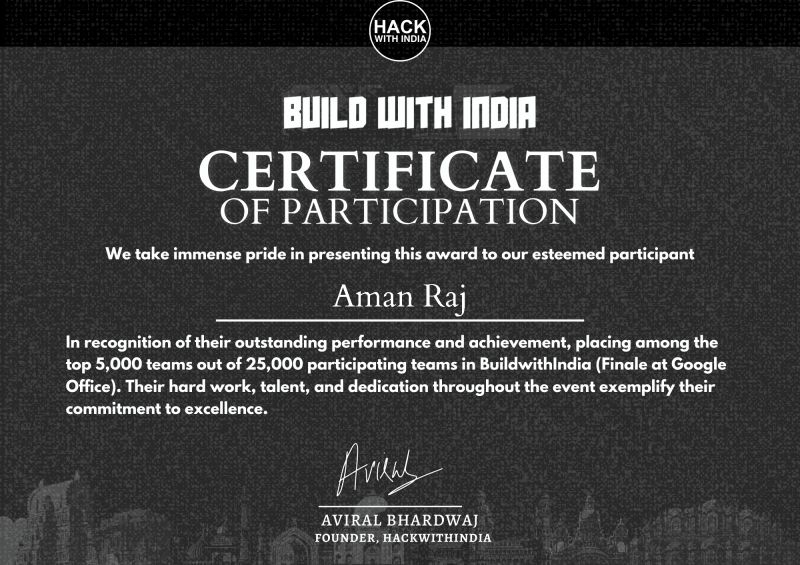 HACK
WITH INDIA
BUILD WITH INDIA
CERTIFICATE
OF PARTICIPATION
We take immense pride in presenting this award to our esteemed participant
Aman Raj
In recognition of their outstanding performance and achievement, placing among the
top 5,000 teams out of 25,000 participating teams in BuildwithIndia (Finale at Google
Office). Their hard work, talent, and dedication throughout the event exemplify their
commitment to excellence.
Aviral
AVIRAL BHARDWAJ
FOUNDER, HACKWITHINDIA